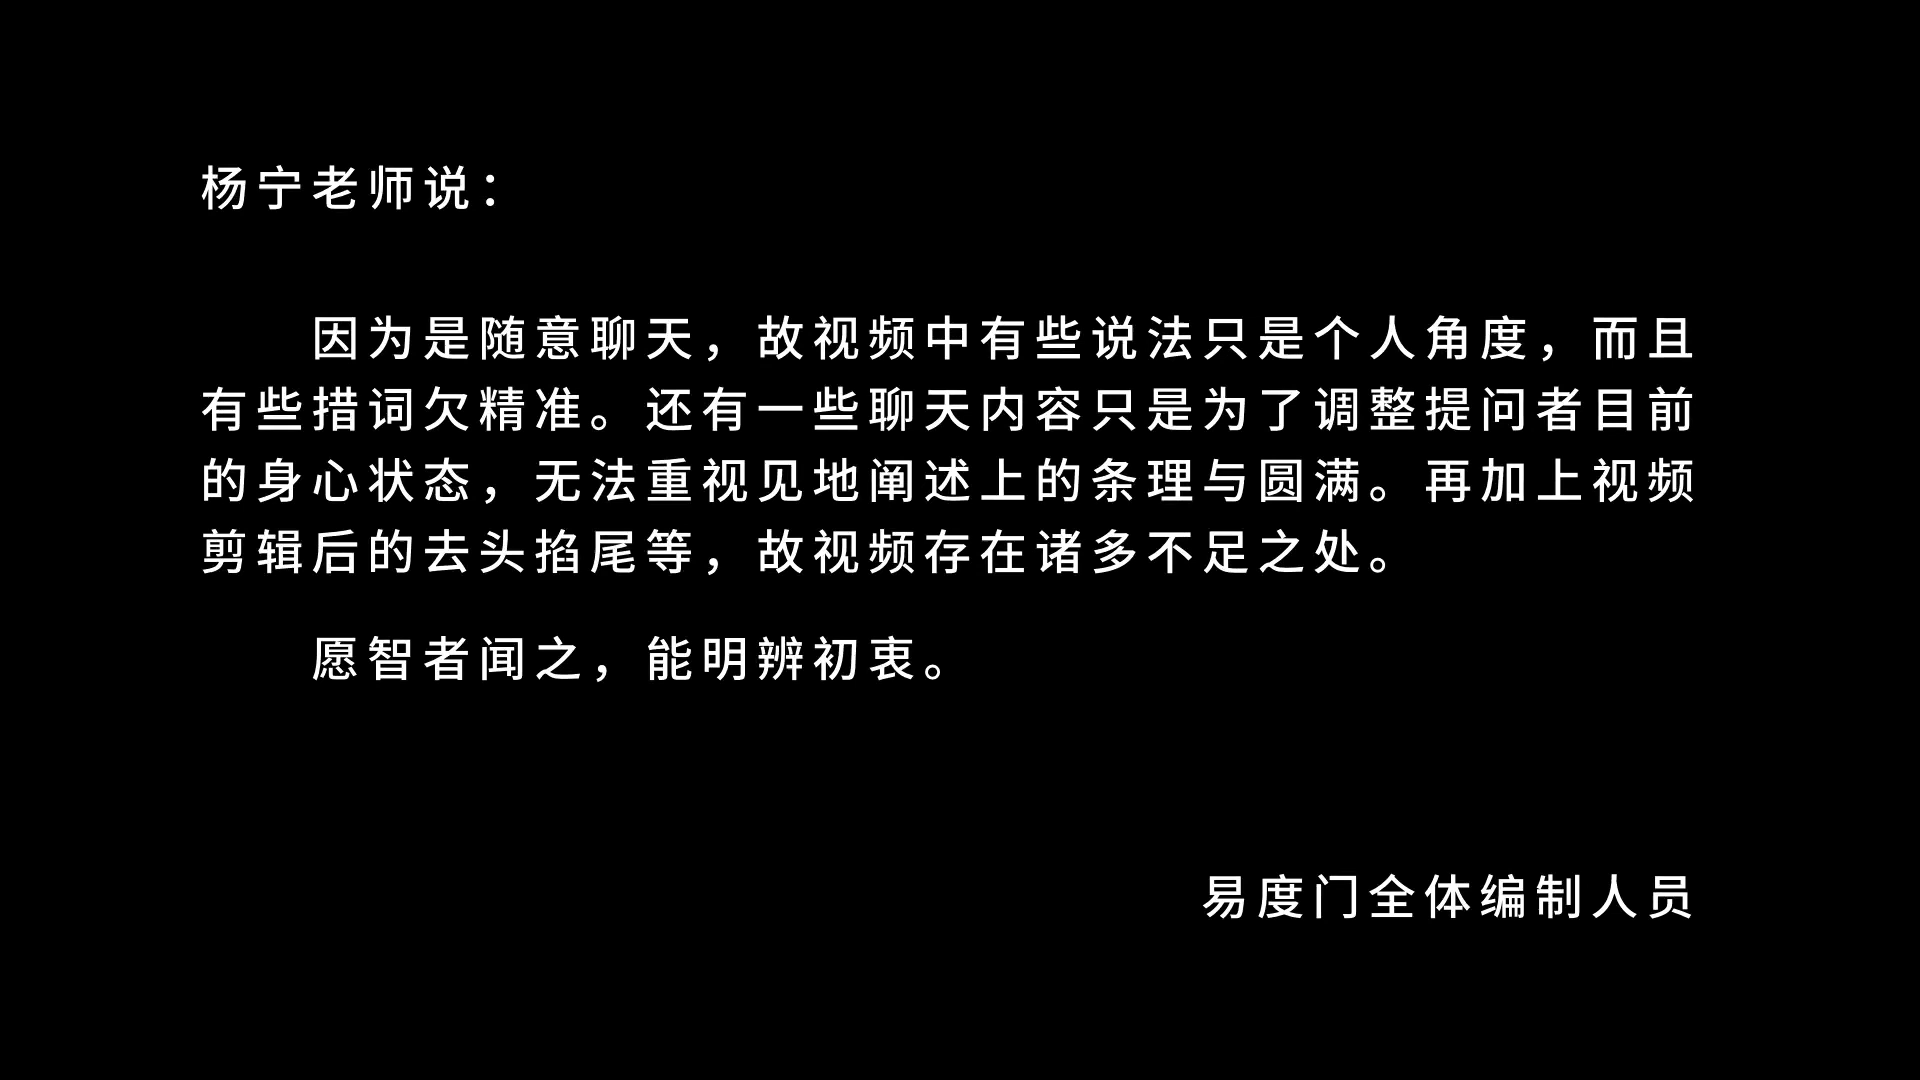 杨宁老师说：
因为是随意聊天，故视频中有些说法只是个人角度，而且
有些措词欠精准。还有一些聊天内容只是为了调整提问者目前
的身心状态，无法重视见地阐述上的条理与圆满。再加上视频
剪辑后的去头掐尾等，故视频存在诸多不足之处。
愿智者闻之，能明辨初衷。
易度门全体编制人员